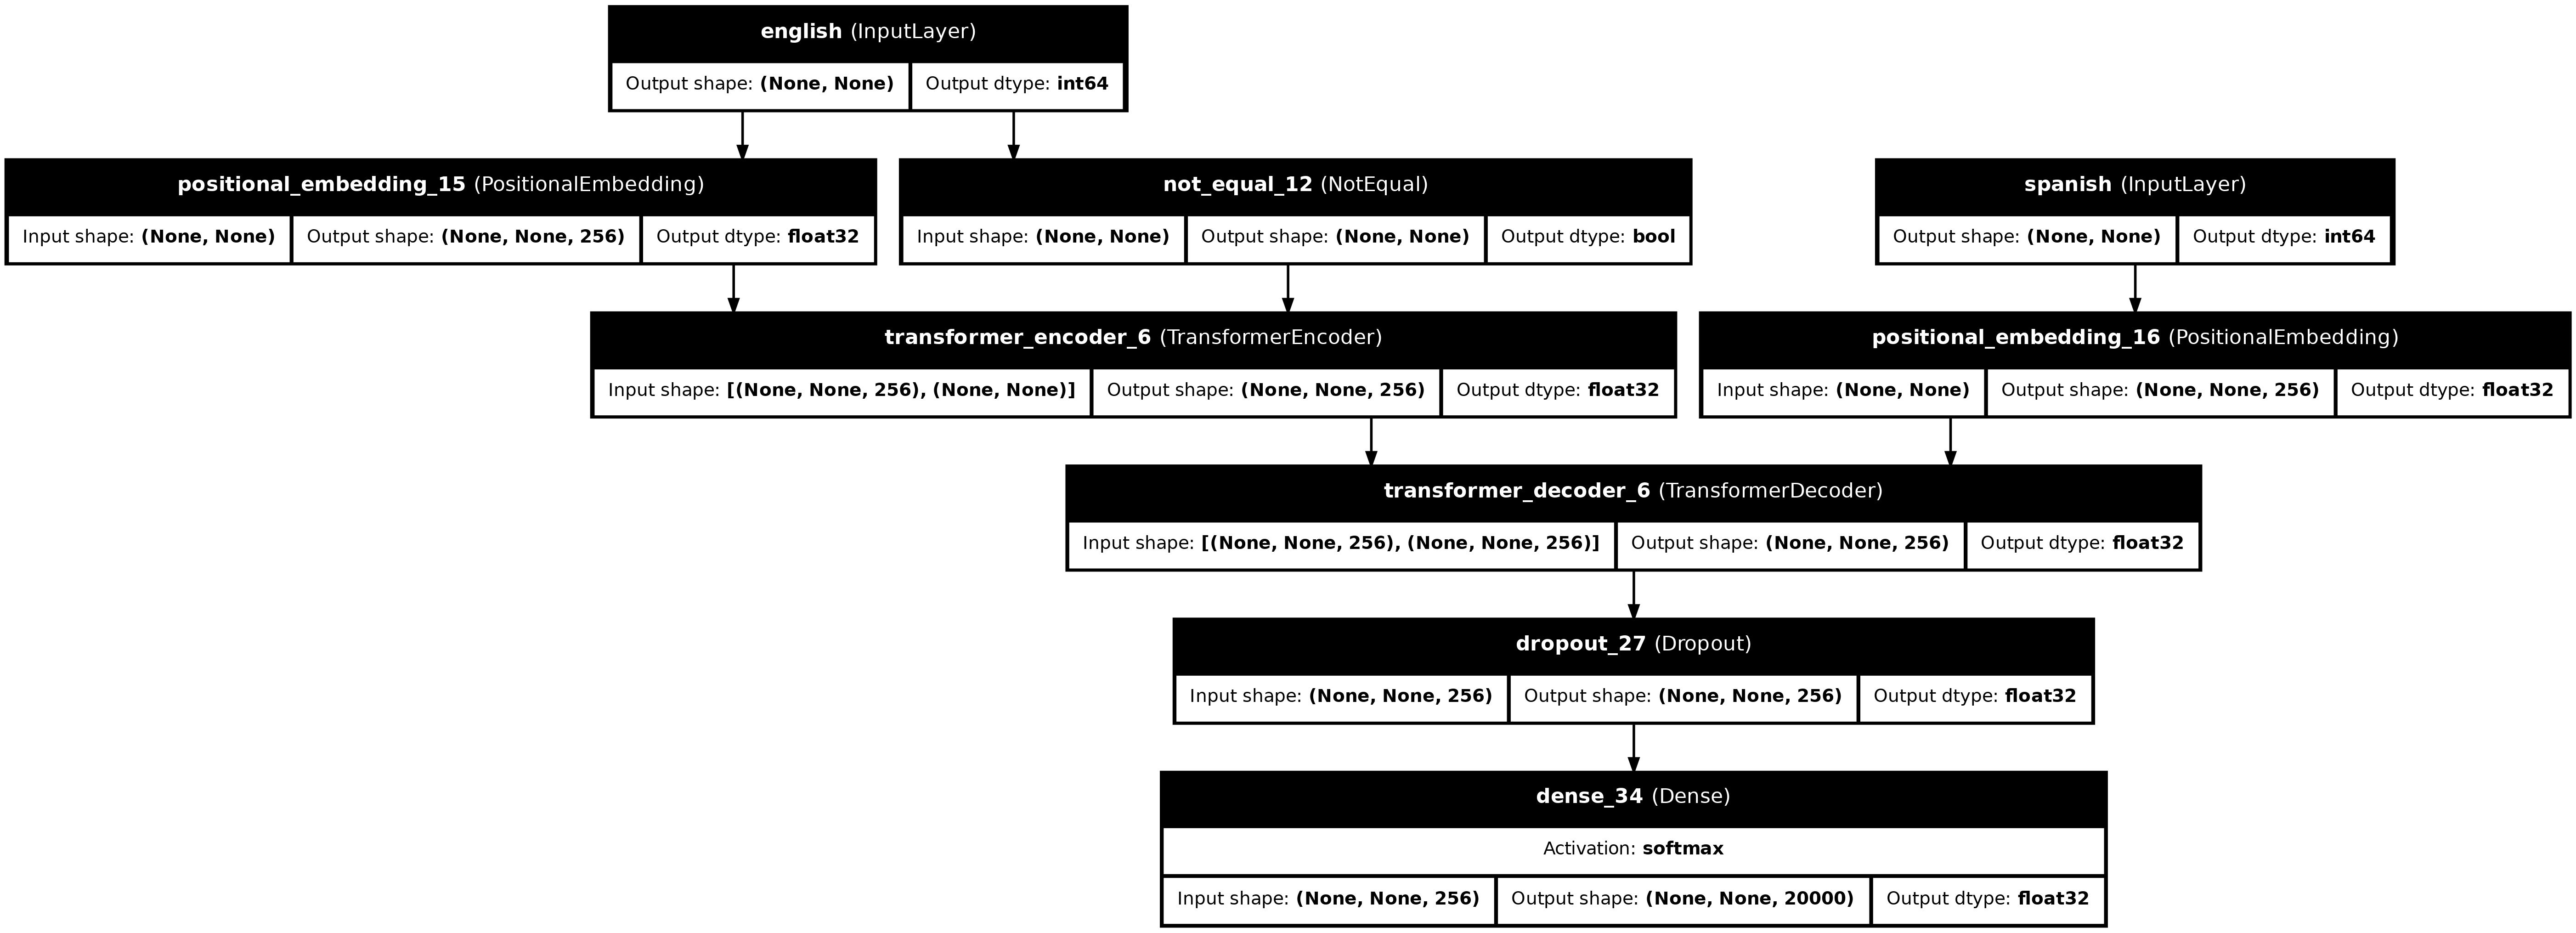 english (InputLayer)
Output shape: (None, None) Output dtype: int64
positional_embedding_15 (PositionalEmbedding)
Input shape: (None, None) Output shape: (None, None, 256) Output dtype: float32
not_equal_12 (NotEqual)
Input shape: (None, None) Output shape: (None, None) Output dtype: bool
spanish (InputLayer)
Output shape: (None, None) Output dtype: int64
transformer_encoder_6 (TransformerEncoder)
Input shape: [(None, None, 256), (None, None)] Output shape: (None, None, 256) Output dtype: float32
positional_embedding_16 (PositionalEmbedding)
Input shape: (None, None) Output shape: (None, None, 256) Output dtype: float32
transformer_decoder_6 (TransformerDecoder)
Input shape: [(None, None, 256), (None, None, 256)] Output shape: (None, None, 256) Output dtype: float32
dropout_27 (Dropout)
Input shape: (None, None, 256) Output shape: (None, None, 256) Output dtype: float32
dense_34 (Dense)
Activation: softmax
Input shape: (None, None, 256) Output shape: (None, None, 20000) Output dtype: float32